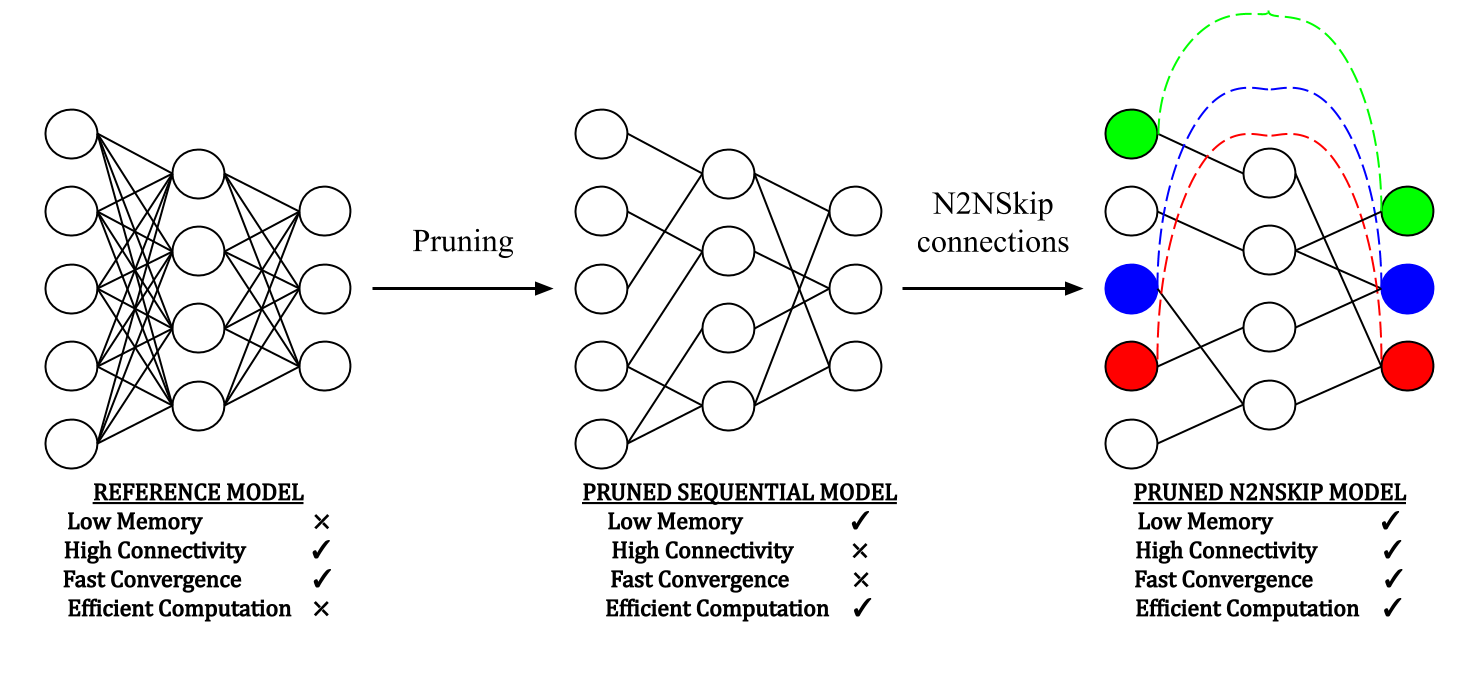 Pruning
N2NSkip
connections
REFERENCE MODEL
Low Memory ✕
High Connectivity ✓
Fast Convergence ✓
Efficient Computation ✕
PRUNED SEQUENTIAL MODEL
Low Memory ✓
High Connectivity ✕
Fast Convergence ✕
Efficient Computation ✓
PRUNED N2NSKIP MODEL
Low Memory ✓
High Connectivity ✓
Fast Convergence ✓
Efficient Computation ✓